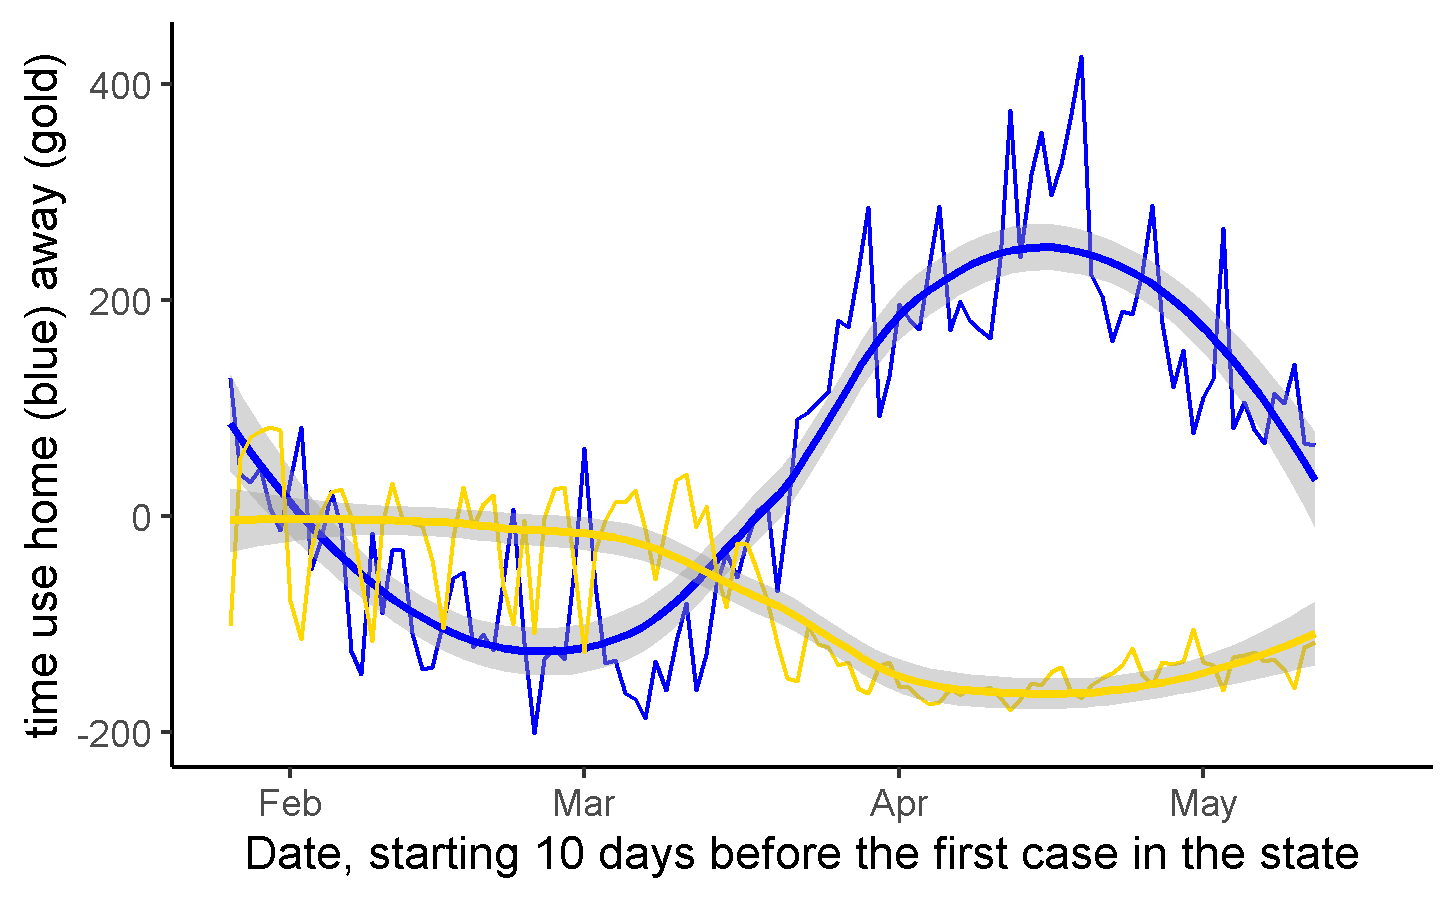 time use home (blue) away (gold)
400
200
0
-200
Feb Mar Apr May
Date, starting 10 days before the first case in the state